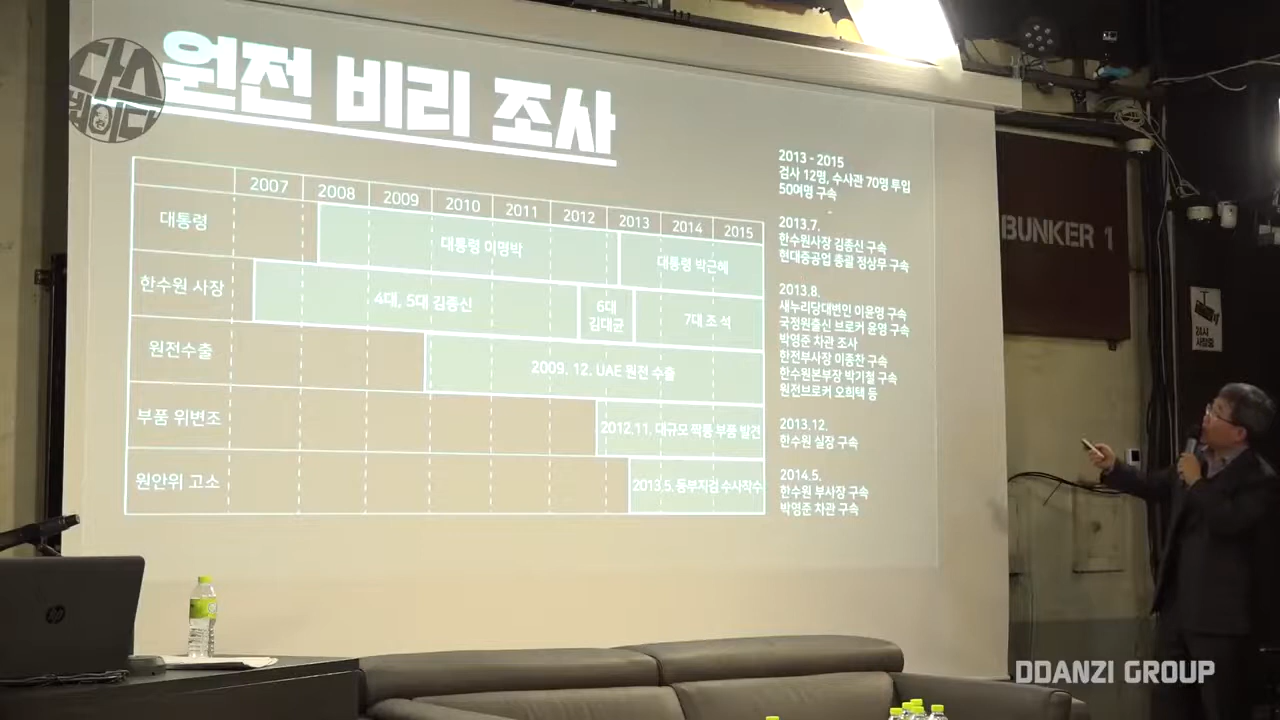 다스
뵈이다
원전 비리 조사
2007 2008 2009 2010 2011 2012 2013 2014 2015
대통령 대통령 이명박 대통령 박근혜
한수원 사장 4대, 5대 김종신 6대 김대균 7대 조 석
원전수출 2009. 12. UAE 원전 수출
부품 위변조 2012.11. 대규모 짝퉁 부품 발견
원안위 고소 2013.5. 동부지검 수사착수
2013 - 2015
검사 12명, 수사관 70명 투입
50여명 구속
2013.7.
한수원사장 김종신 구속
현대중공업 총괄 정상무 구속
2013.8.
새누리당대변인 이윤영 구속
국정원출신 브로커 윤영 구속
박영준 차관 조사
한전부사장 이종찬 구속
한수원본부장 박기철 구속
원전브로커 오희택 등
2013.12.
한수원 실장 구속
2014.5.
한수원 부사장 구속
박영준 차관 구속
BUNKER 1
hp
DDANZI GROUP